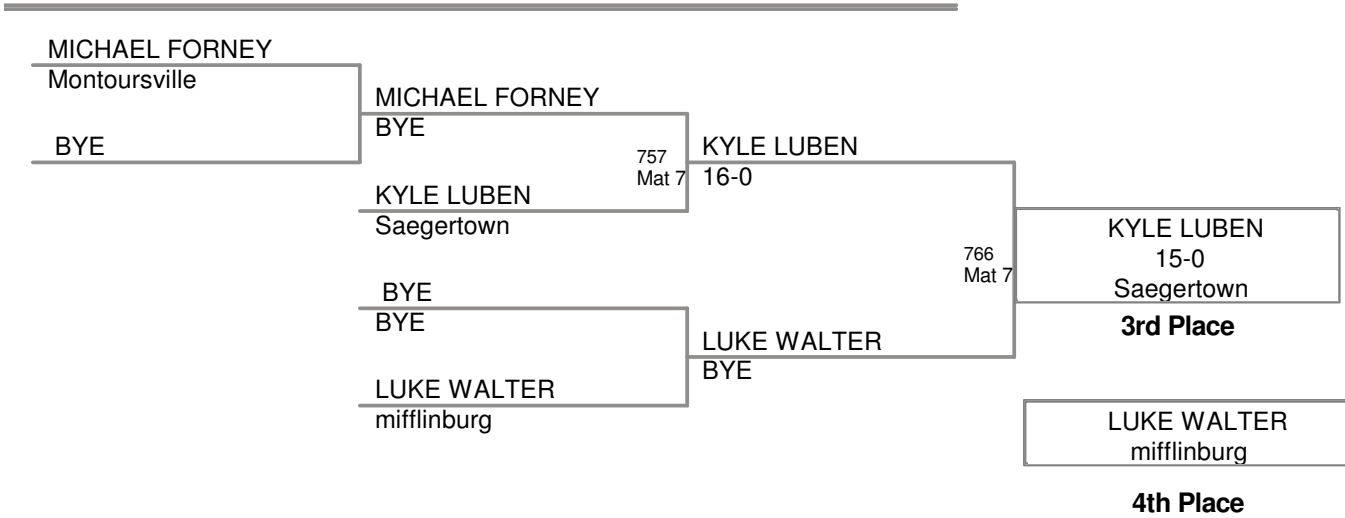 MICHAEL FORNEY
Montoursville
BYE
MICHAEL FORNEY
BYE
KYLE LUBEN
Saegertown
BYE
BYE
LUKE WALTER
mifflinburg
757
Mat 7
KYLE LUBEN
16-0
LUKE WALTER
BYE
766
Mat 7
KYLE LUBEN
15-0
Saegertown
3rd Place
LUKE WALTER
mifflinburg
4th Place